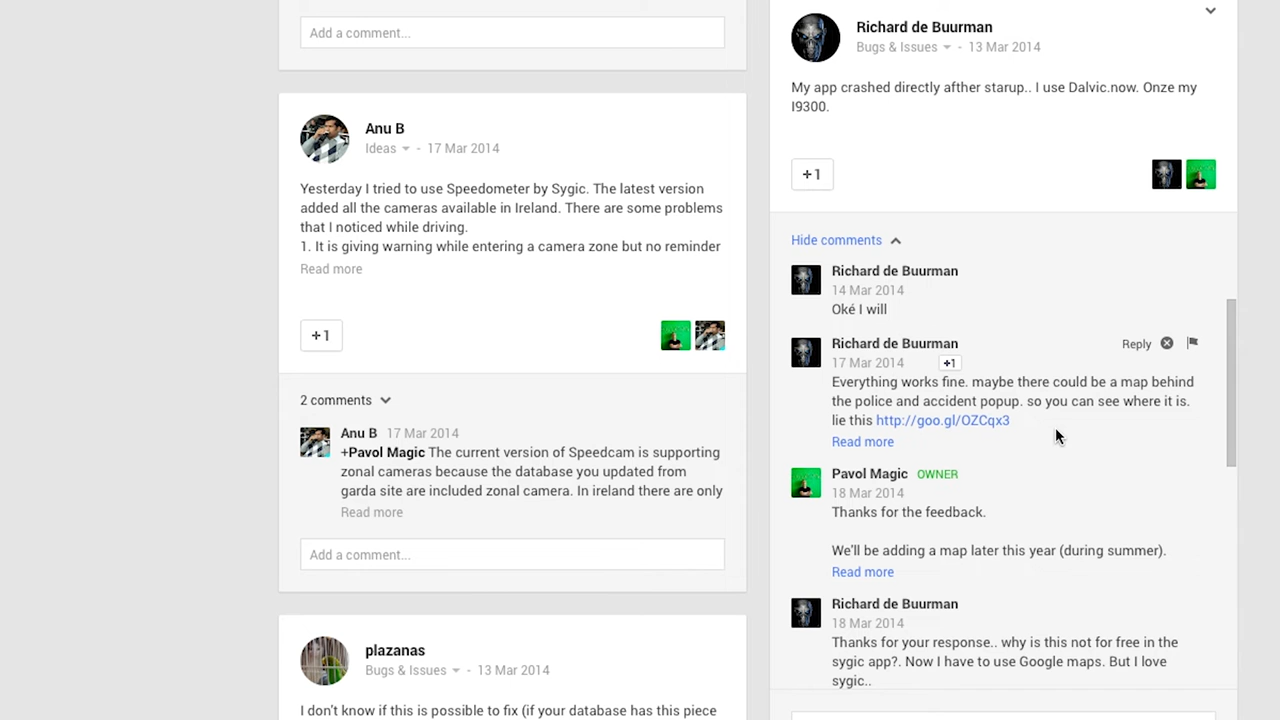 Add a comment...
Anu B
Ideas - 17 Mar 2014
Yesterday I tried to use Speedometer by Sygic. The latest version
added all the cameras available in Ireland. There are some problems
that I noticed while driving.
1. It is giving warning while entering a camera zone but no reminder
Read more
+1
2 comments
Anu B 17 Mar 2014
+Pavol Magic The current version of Speedcam is supporting
zonal cameras because the database you updated from
garda site are included zonal camera. In ireland there are only
Read more
Add a comment...
plazanas
Bugs & Issues - 13 Mar 2014
I don't know if this is possible to fix (if your database has this piece
Richard de Buurman
Bugs & Issues - 13 Mar 2014
My app crashed directly afther starup.. I use Dalvic.now. Onze my
I9300.
+1
Hide comments
Richard de Buurman
14 Mar 2014
Oké I will
Richard de Buurman Reply
17 Mar 2014 +1
Everything works fine. maybe there could be a map behind
the police and accident popup. so you can see where it is.
lie this http://goo.gl/OZCqx3
Read more
Pavol Magic OWNER
18 Mar 2014
Thanks for the feedback.
We'll be adding a map later this year (during summer).
Read more
Richard de Buurman
18 Mar 2014
Thanks for your response.. why is this not for free in the
sygic app?. Now I have to use Google maps. But I love
sygic..